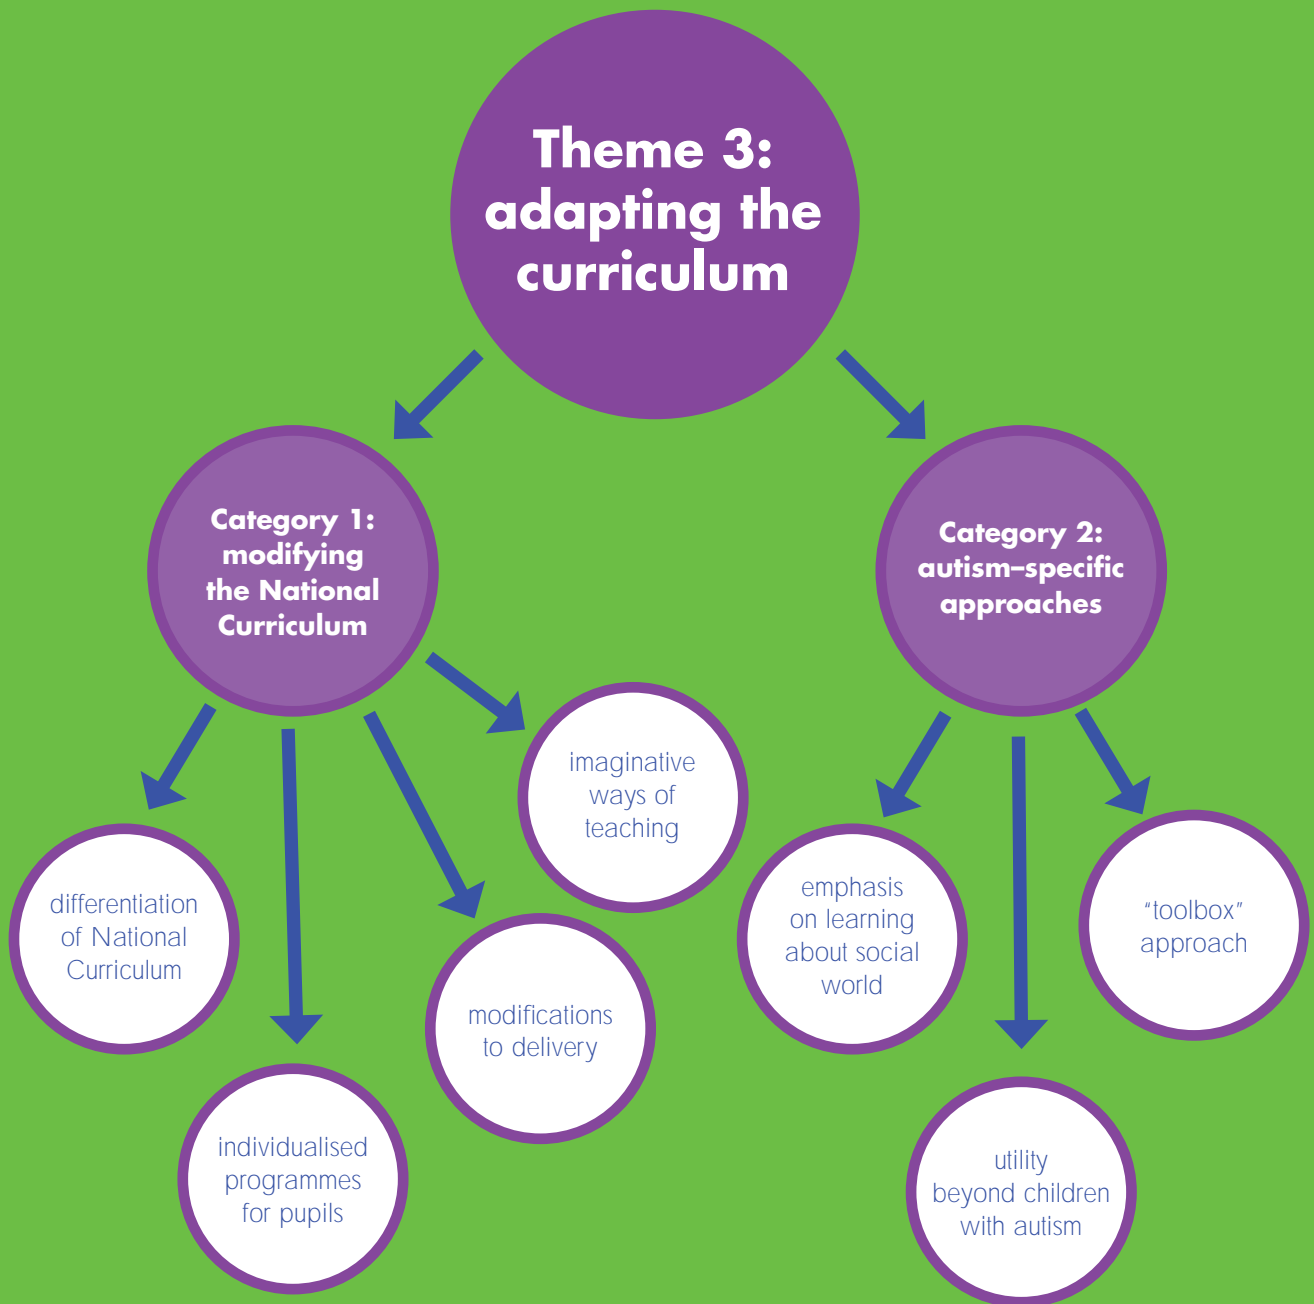 Theme 3:
adapting the
curriculum
Category 1:
modifying
the National
Curriculum
Category 2:
autism–specific
approaches
imaginative
ways of
teaching
differentiation
of National
Curriculum
modifications
to delivery
individualised
programmes
for pupils
emphasis
on learning
about social
world
“toolbox”
approach
utility
beyond children
with autism